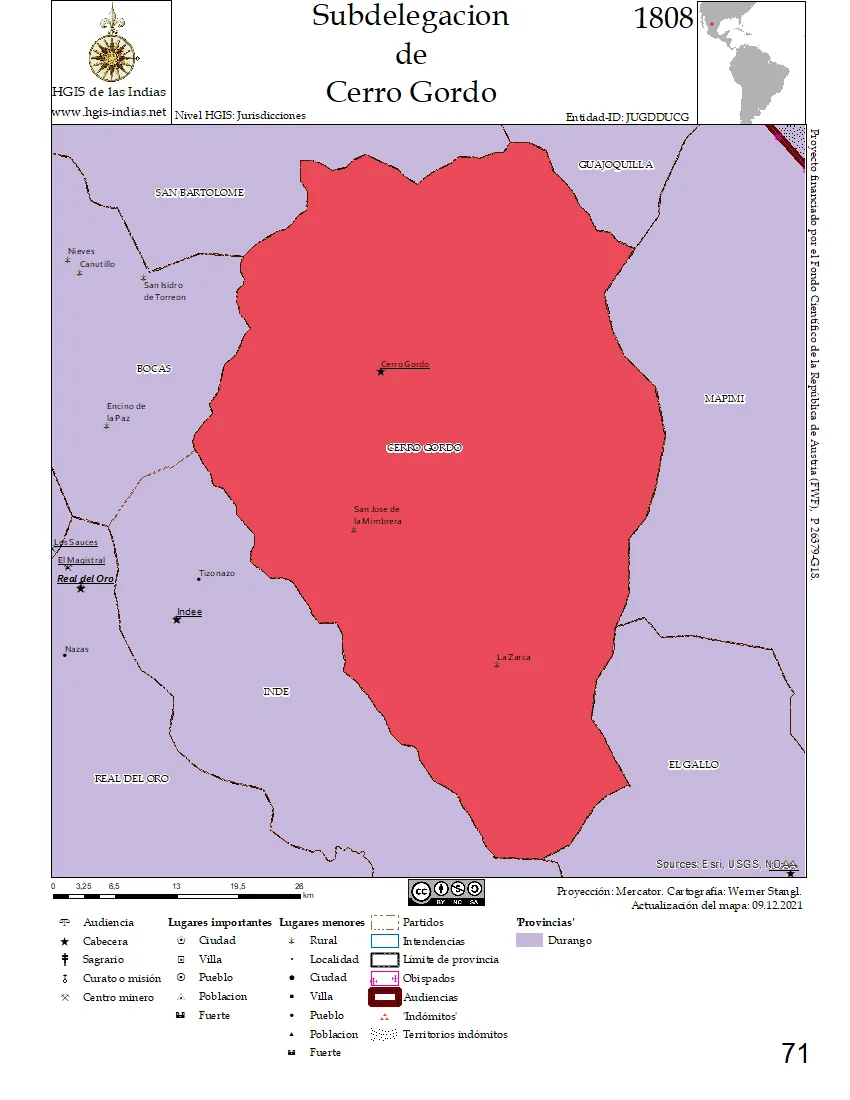 Subdelegacion
de
Cerro Gordo
1808
HGIS de las Indias
www.hgis-indias.net
Nivel HGIS: Jurisdicciones
Entidad-ID: JUGDDUCG
Proyecto financiado por el Fondo Científico de la República de Austria (FWF), P 26379-G18.
GUAJOQUILLA
SAN BARTOLOME
Nieves
Canutillo
San Isidro
de Torreon
BOCAS
Cerro Gordo
MAPIMI
Encino de
la Paz
CERRO GORDO
San Jose de
la Mimbrera
Los Sauces
El Magistral
Real del Oro
Tizonazo
Indee
Nazas
La Zarca
INDE
EL GALLO
REAL DEL ORO
Sources: Esri, USGS, NOAA
0 3,25 6,5 13 19,5 26
km
cc BY NC SA
Proyección: Mercator. Cartografía: Werner Stangl.
Actualización del mapa: 09.12.2021
Audiencia
Cabecera
Sagrario
Curato o misión
Centro minero
Lugares importantes
Ciudad
Villa
Pueblo
Poblacion
Fuerte
Lugares menores
Rural
Localidad
Ciudad
Villa
Pueblo
Poblacion
Fuerte
Partidos
Intendencias
Límite de provincia
Obispados
Audiencias
'Indómitos'
Territorios indómitos
'Provincias'
Durango
71